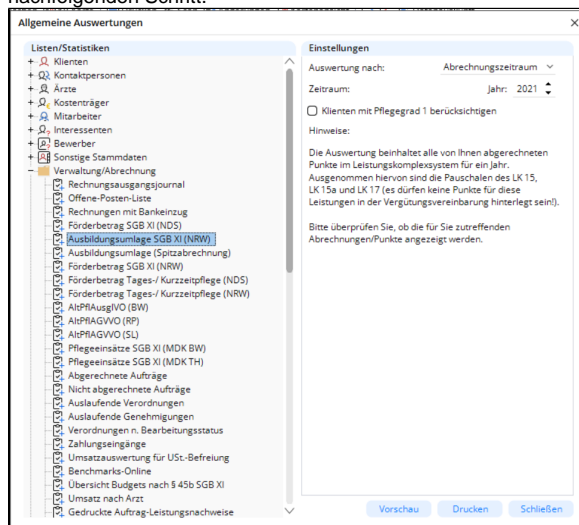 nachfolgenden Schritt.
Allgemeine Auswertungen
Listen/Statistiken
Klienten
Kontaktpersonen
Ärzte
Kostenträger
Mitarbeiter
Interessenten
Bewerber
Sonstige Stammdaten
Verwaltung/Abrechnung
Rechnungsausgangsjournal
Offene-Posten-Liste
Rechnungen mit Bankeinzug
Förderbetrag SGB XI (NDS)
Ausbildungsumlage SGB XI (NRW)
Ausbildungsumlage (Spitzabrechnung)
Förderbetrag SGB XI (NRW)
Förderbetrag Tages-/ Kurzzeitpflege (NDS)
Förderbetrag Tages-/ Kurzzeitpflege (NRW)
AltPflAusglVO (BW)
AltPflAGVVO (RP)
AltPflAGVVO (SL)
Pflegeeinsätze SGB XI (MDK BW)
Pflegeeinsätze SGB XI (MDK TH)
Abgerechnete Aufträge
Nicht abgerechnete Aufträge
Auslaufende Verordnungen
Auslaufende Genehmigungen
Verordnungen n. Bearbeitungsstatus
Zahlungseingänge
Umsatzauswertung für USt.-Befreiung
Benchmarks-Online
Übersicht Budgets nach § 45b SGB XI
Umsatz nach Arzt
Gedruckte Auftrag-Leistungsnachweise
Einstellungen
Auswertung nach: Abrechnungszeitraum
Zeitraum: Jahr: 2021
Klienten mit Pflegegrad 1 berücksichtigen
Hinweise:
Die Auswertung beinhaltet alle von Ihnen abgerechneten
Punkte im Leistungskomplexsystem für ein Jahr.
Ausgenommen hiervon sind die Pauschalen des LK 15,
LK 15a und LK 17 (es dürfen keine Punkte für diese
Leistungen in der Vergütungsvereinbarung hinterlegt sein!).
Bitte überprüfen Sie, ob die für Sie zutreffenden
Abrechnungen/Punkte angezeigt werden.
Vorschau Drucken Schließen